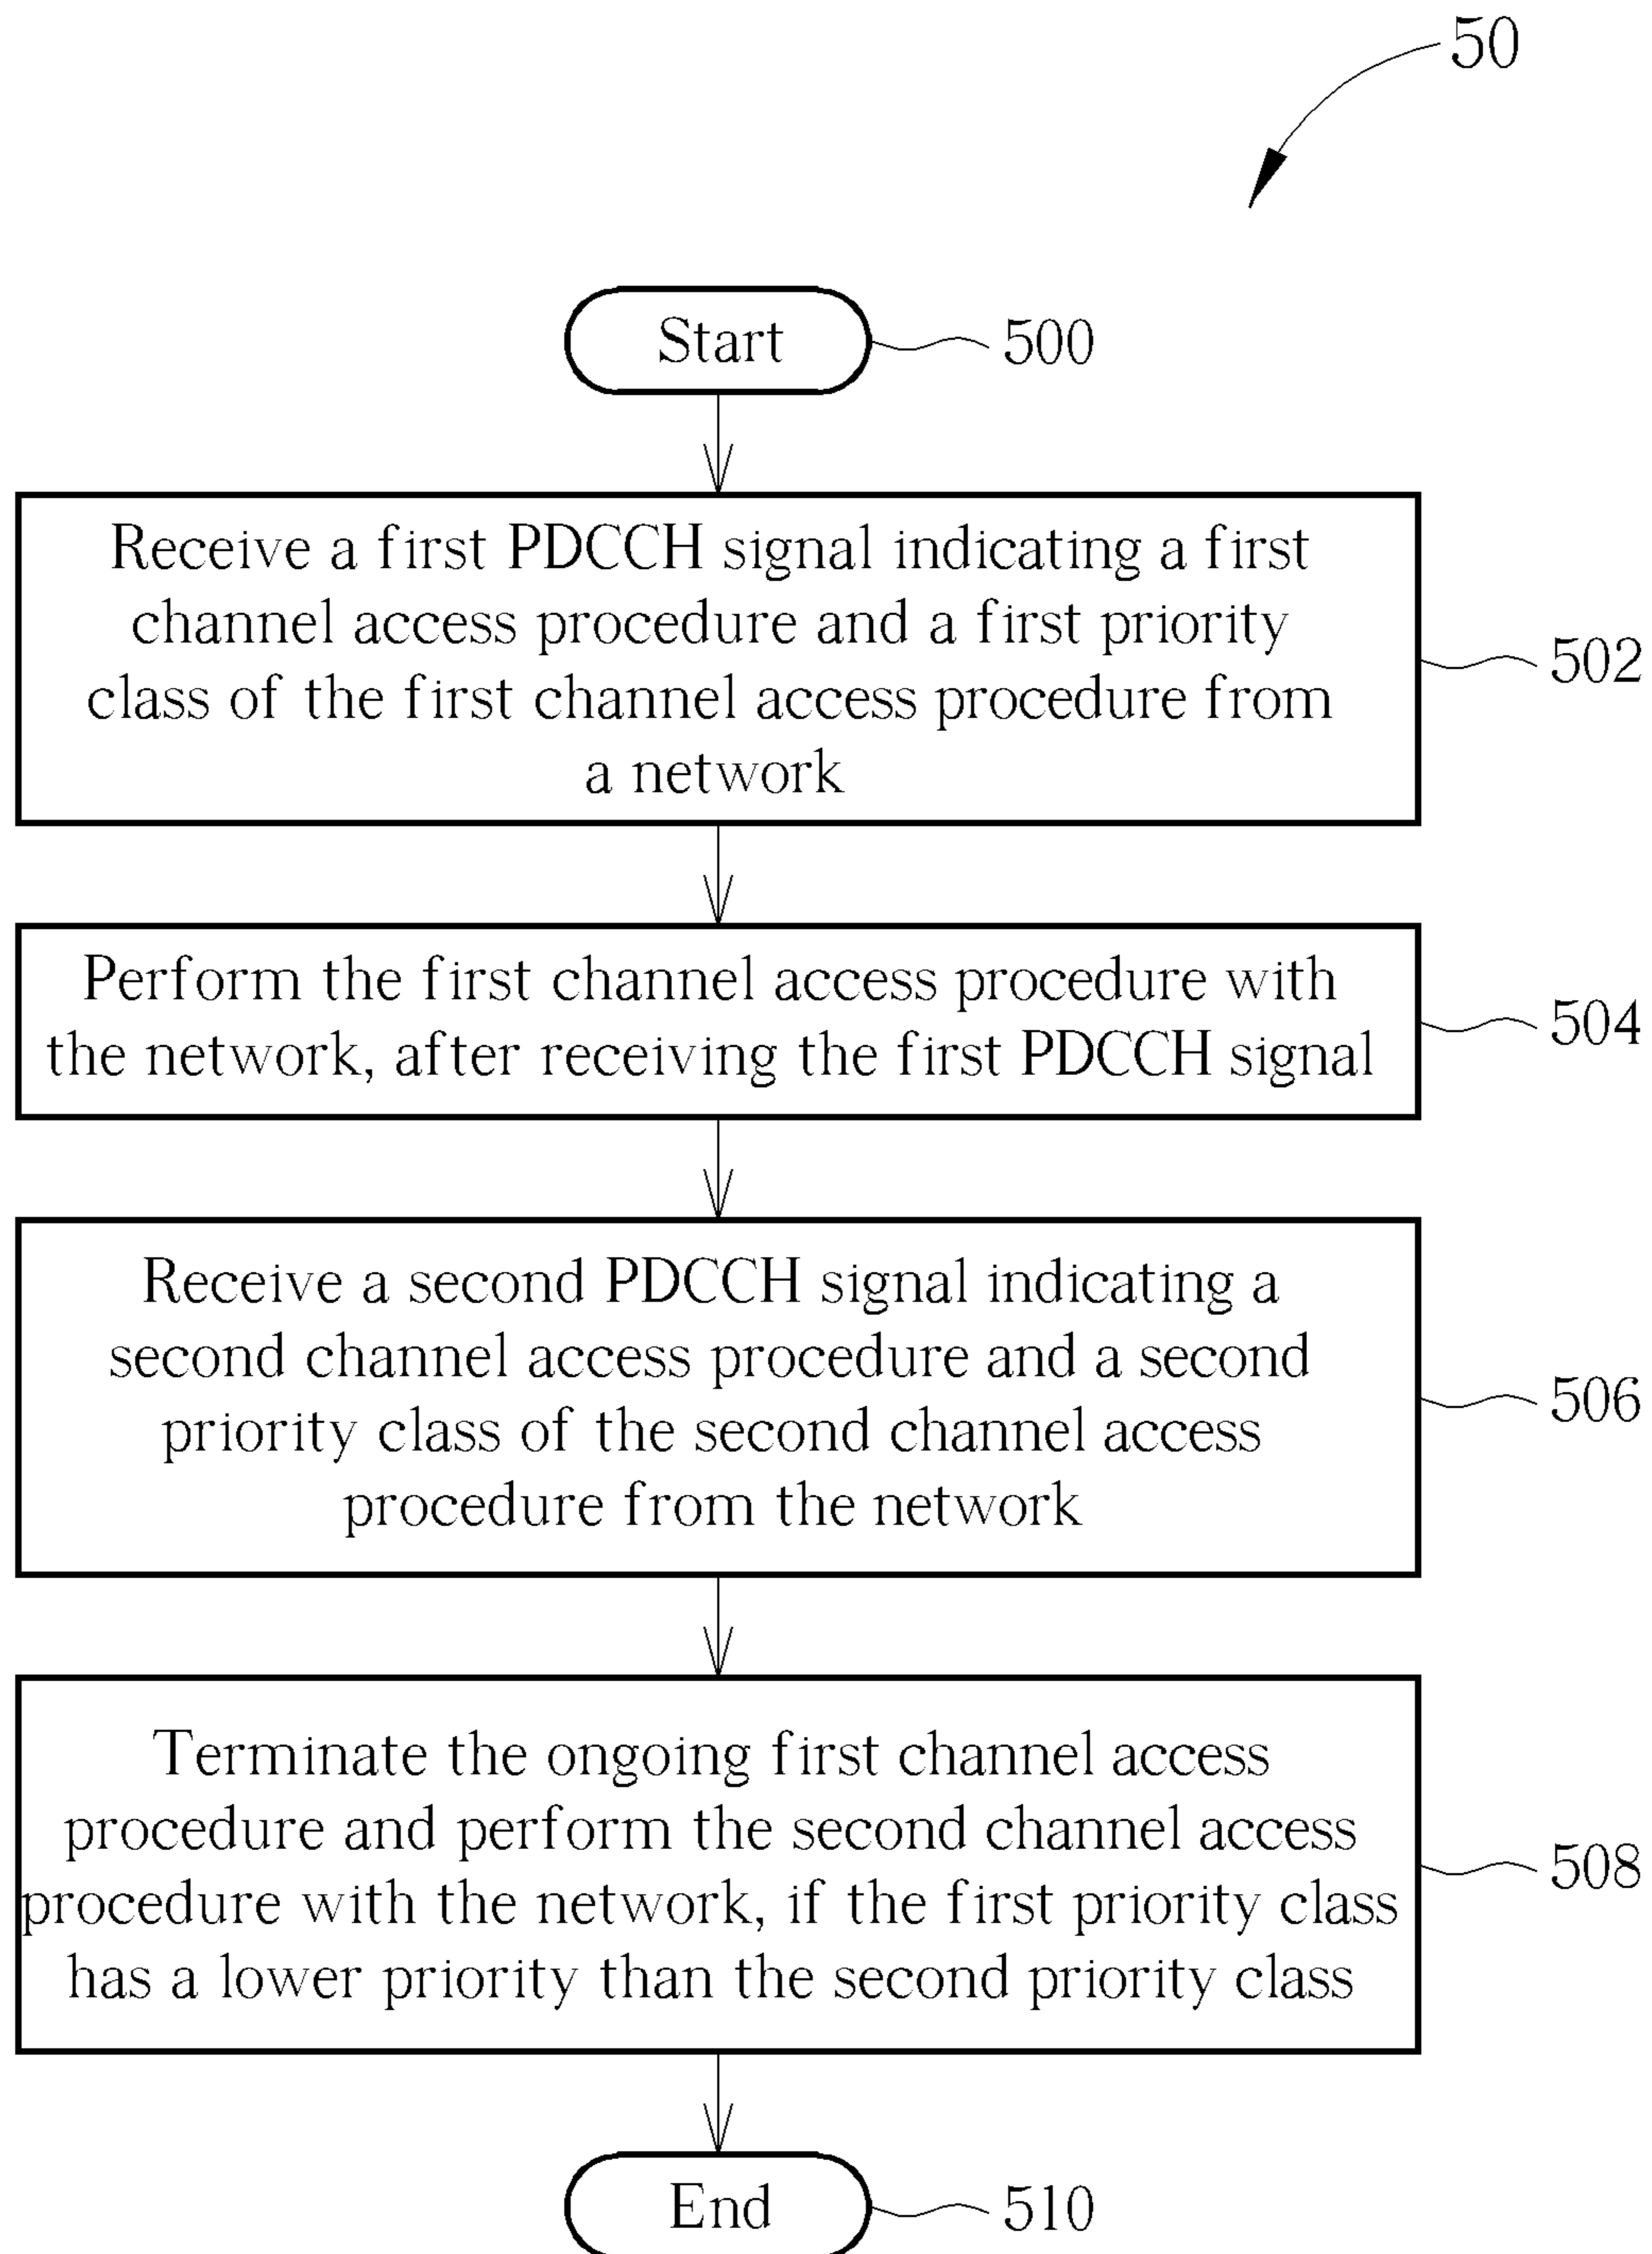 50
Start
500
Receive a first PDCCH signal indicating a first
channel access procedure and a first priority
class of the first channel access procedure from
a network
502
Perform the first channel access procedure with
the network, after receiving the first PDCCH signal
504
Receive a second PDCCH signal indicating a
second channel access procedure and a second
priority class of the second channel access
procedure from the network
506
Terminate the ongoing first channel access
procedure and perform the second channel access
procedure with the network, if the first priority class
has a lower priority than the second priority class
508
End
510